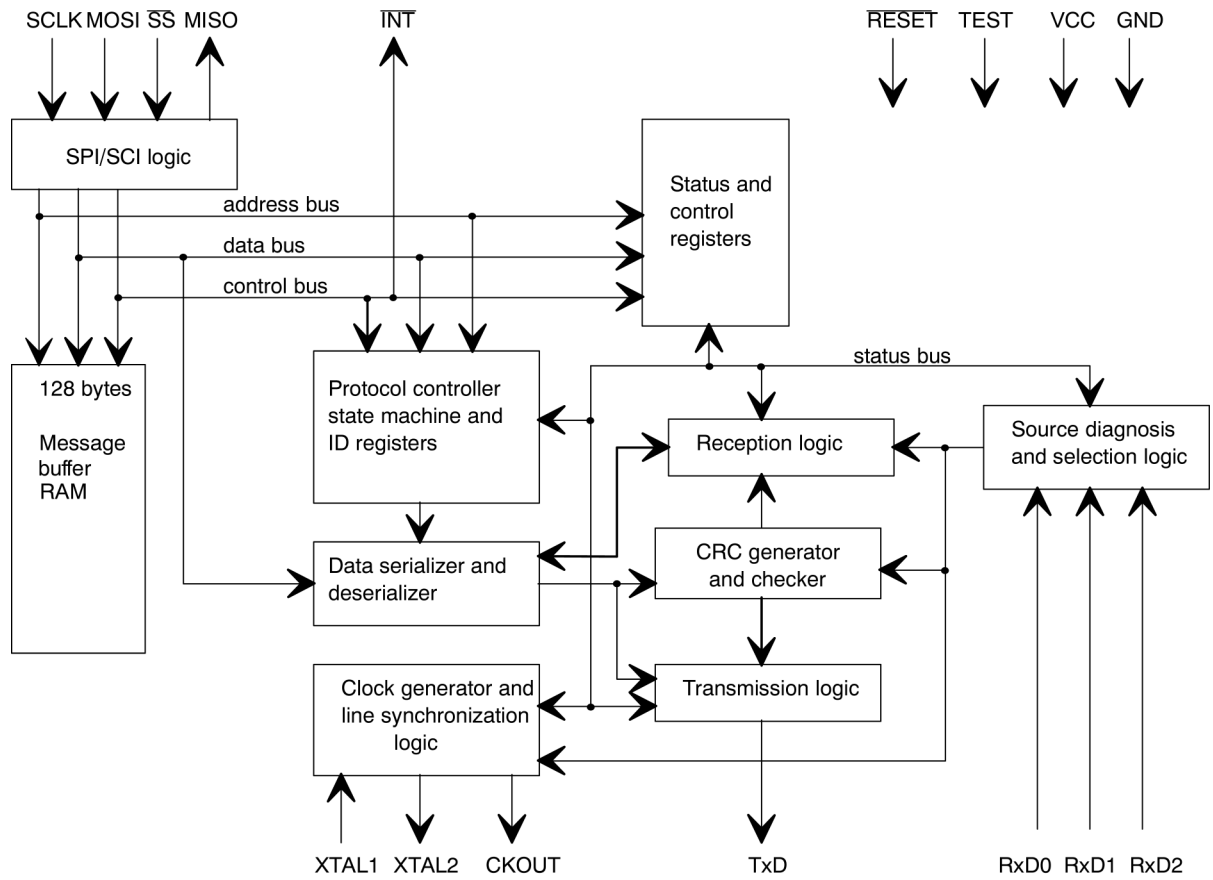 SCLK MOSI SS MISO INT RESET TEST VCC GND
SPI/SCI logic
Status and
control
registers
address bus
data bus
control bus
status bus
128 bytes
Message
buffer
RAM
Protocol controller
state machine and
ID registers
Reception logic
Source diagnosis
and selection logic
Data serializer and
deserializer
CRC generator
and checker
Clock generator and
line synchronization
logic
Transmission logic
XTAL1 XTAL2 CKOUT TxD RxD0 RxD1 RxD2